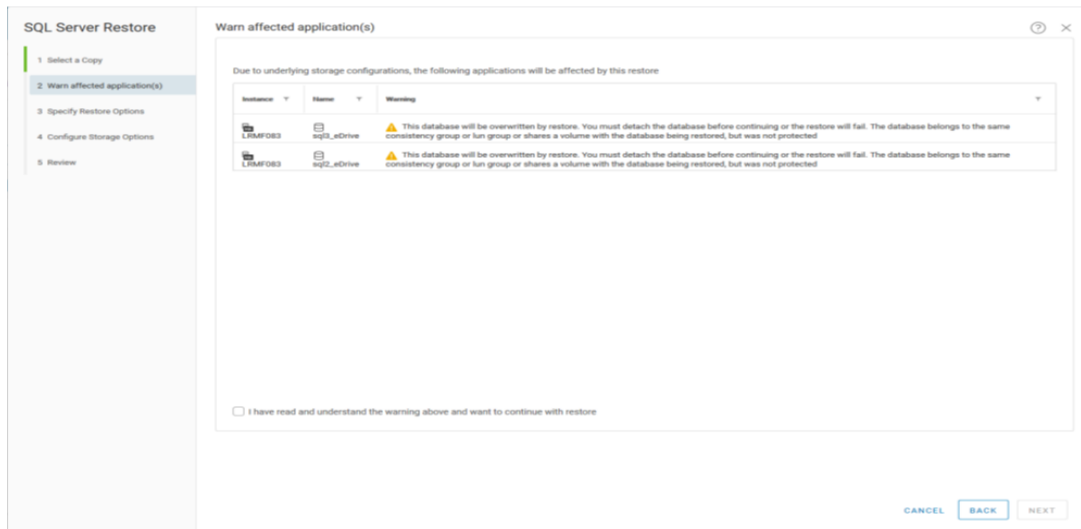 SQL Server Restore
1 Select a Copy
2 Warn affected application(s)
3 Specify Restore Options
4 Configure Storage Options
5 Review
Warn affected application(s)
Due to underlying storage configurations, the following applications will be affected by this restore
Instance Name Warning
LRMF083 sql3_eDrive This database will be overwritten by restore. You must detach the database before continuing or the restore will fail. The database belongs to the same
consistency group or lun group or shares a volume with the database being restored, but was not protected
LRMF083 sql2_eDrive This database will be overwritten by restore. You must detach the database before continuing or the restore will fail. The database belongs to the same
consistency group or lun group or shares a volume with the database being restored, but was not protected
I have read and understand the warning above and want to continue with restore
CANCEL BACK NEXT